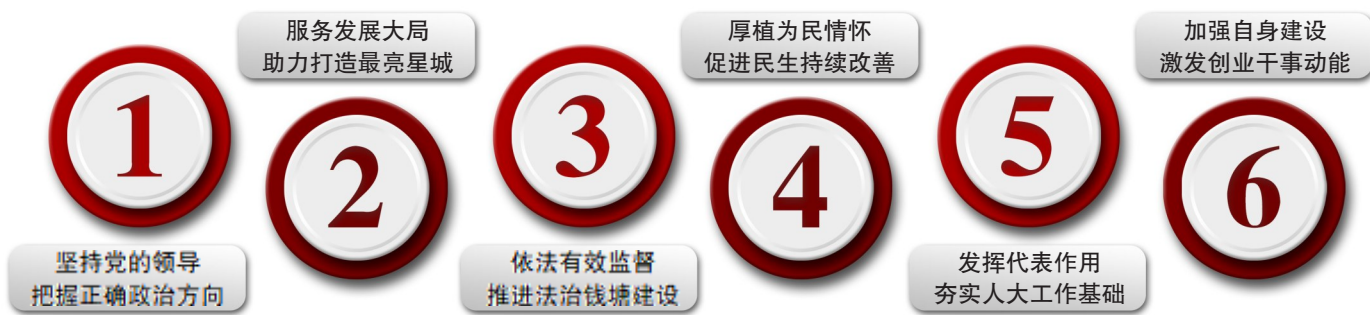 1
坚持党的领导
把握正确政治方向
服务发展大局
助力打造最亮星城
2
3
依法有效监督
推进法治钱塘建设
厚植为民情怀
促进民生持续改善
4
5
发挥代表作用
夯实人大工作基础
加强自身建设
激发创业干事动能
6